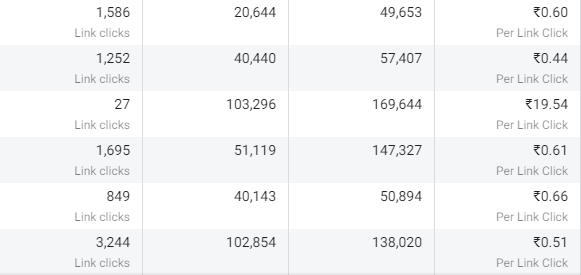 1,586 20,644 49,653 ₹0.60
Link clicks Per Link Click
1,252 40,440 57,407 ₹0.44
Link clicks Per Link Click
27 103,296 169,644 ₹19.54
Link clicks Per Link Click
1,695 51,119 147,327 ₹0.61
Link clicks Per Link Click
849 40,143 50,894 ₹0.66
Link clicks Per Link Click
3,244 102,854 138,020 ₹0.51
Link clicks Per Link Click